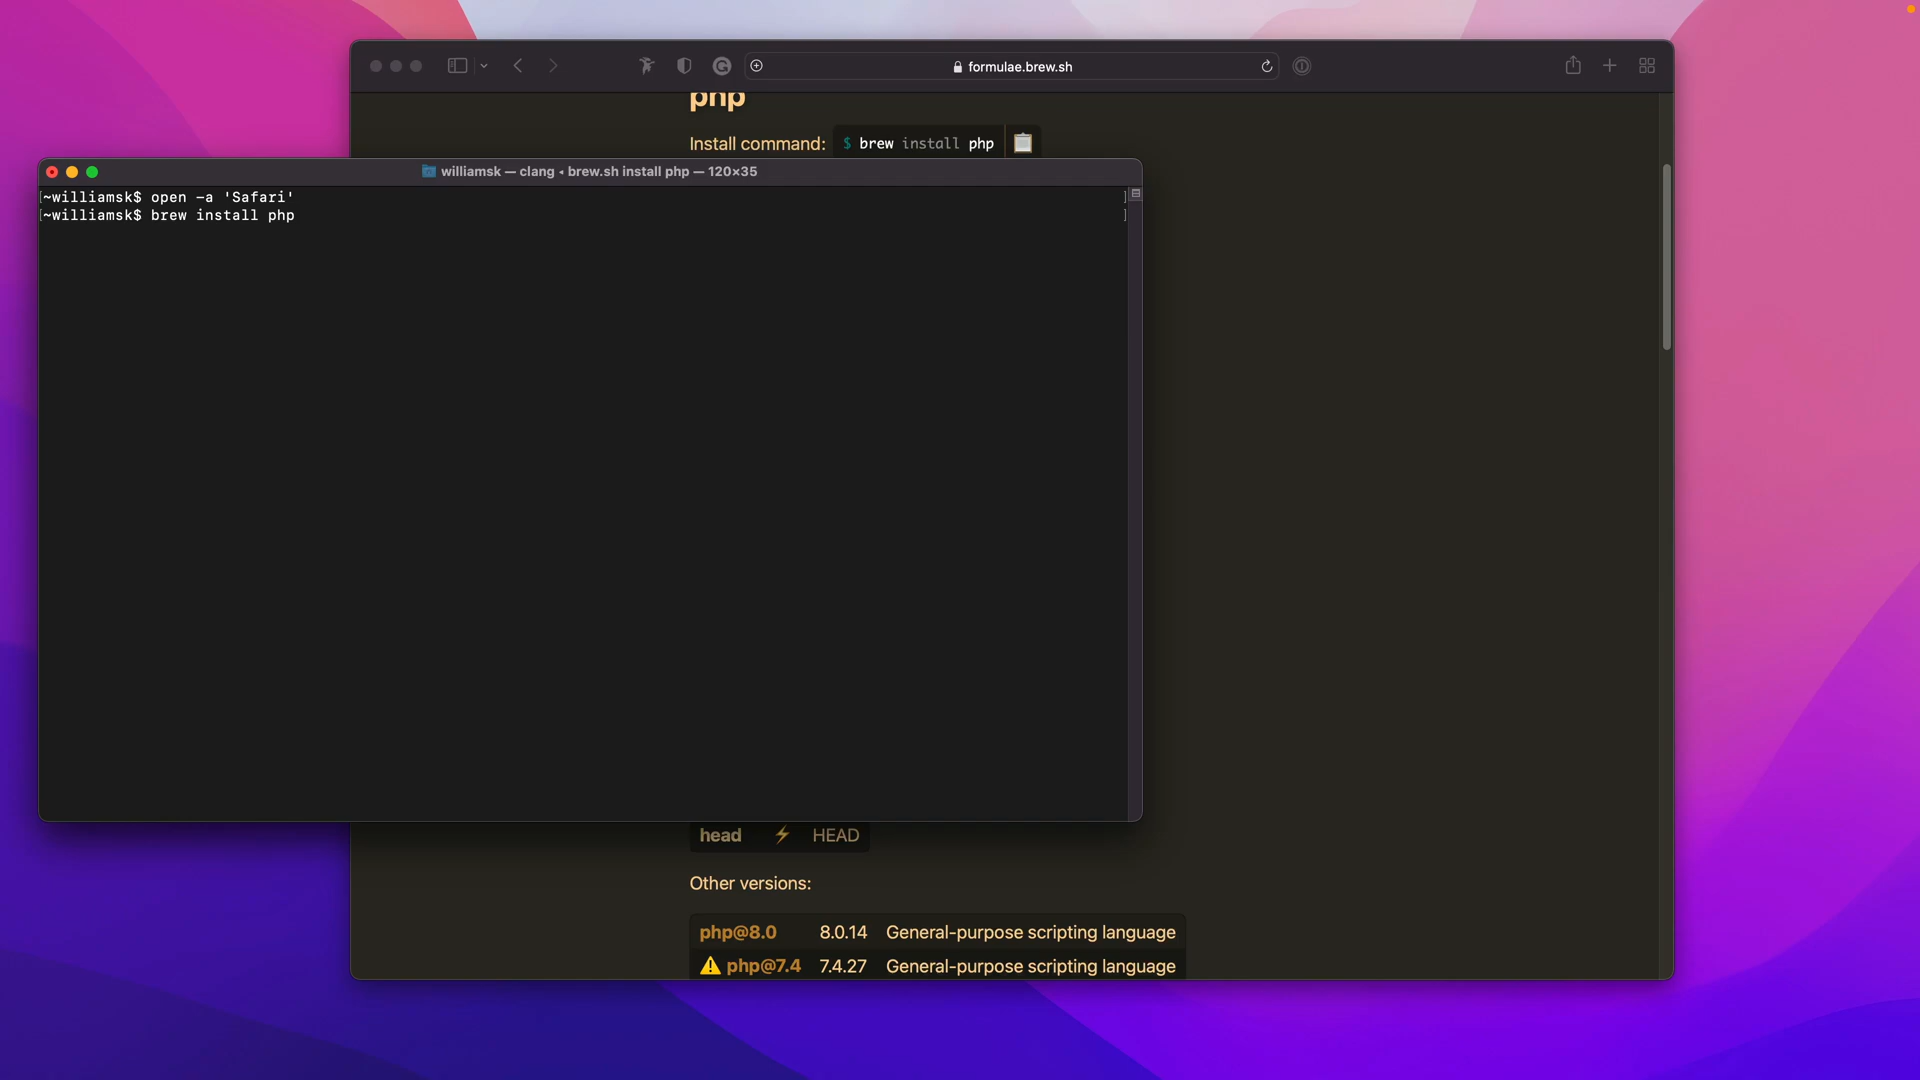 formulae.brew.sh
php
Install command: $ brew install php
williamsk — clang ◂ brew.sh install php — 120×35
[~williamsk$ open -a 'Safari' ]
[~williamsk$ brew install php ]
head ⚡ HEAD
Other versions:
php@8.0 8.0.14 General-purpose scripting language
⚠️ php@7.4 7.4.27 General-purpose scripting language